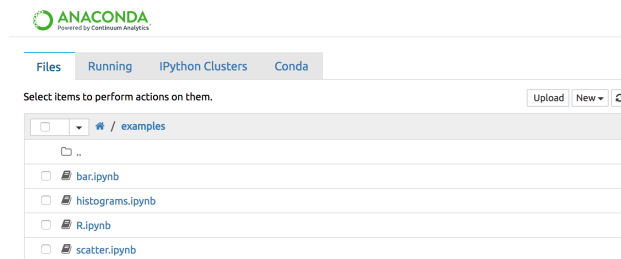 ANACONDA
Powered by Continuum Analytics
Files Running IPython Clusters Conda
Select items to perform actions on them. Upload New
/ examples
..
bar.ipynb
histograms.ipynb
R.ipynb
scatter.ipynb